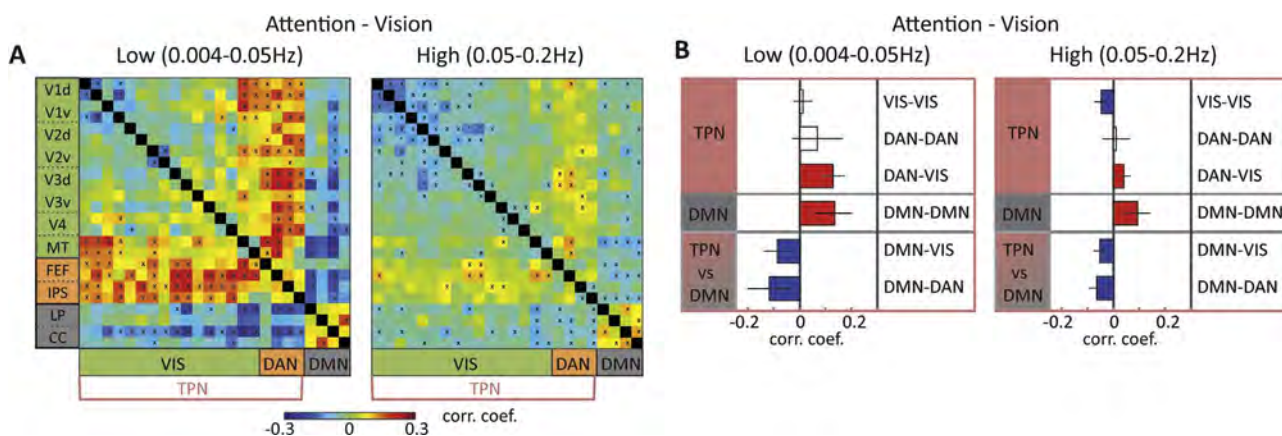 Attention - Vision
A
Low (0.004-0.05Hz)
High (0.05-0.2Hz)
V1d
V1v
V2d
V2v
V3d
V3v
V4
MT
FEF
IPS
LP
CC
VIS
DAN
DMN
VIS
DAN
DMN
TPN
TPN
-0.3
0
0.3
corr. coef.
Attention - Vision
B
Low (0.004-0.05Hz)
High (0.05-0.2Hz)
TPN
VIS-VIS
DAN-DAN
DAN-VIS
DMN
DMN-DMN
TPN
vs
DMN
DMN-VIS
DMN-DAN
-0.2
0
0.2
corr. coef.
TPN
VIS-VIS
DAN-DAN
DAN-VIS
DMN
DMN-DMN
TPN
vs
DMN
DMN-VIS
DMN-DAN
-0.2
0
0.2
corr. coef.